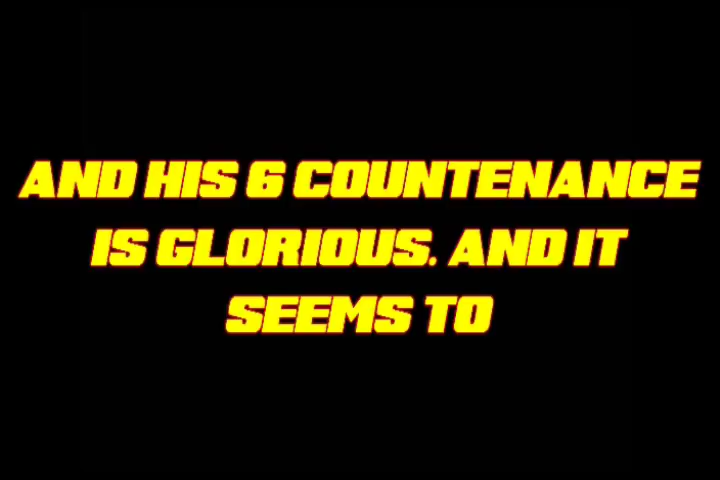 AND HIS 6 COUNTENANCE
IS GLORIOUS. AND IT
SEEMS TO